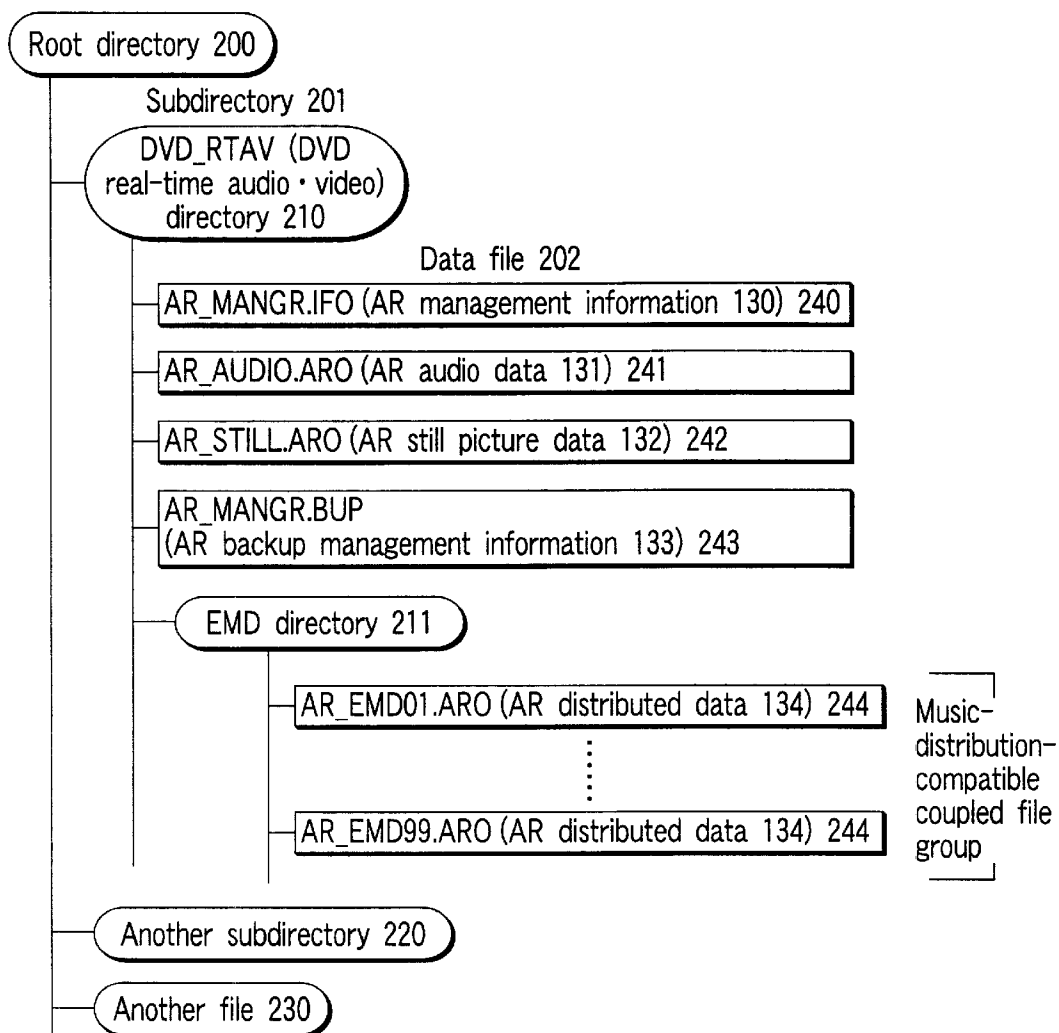 Root directory 200
Subdirectory 201
DVD_RTAV (DVD
real-time audio・video)
directory 210
Data file 202
AR_MANGR.IFO (AR management information 130) 240
AR_AUDIO.ARO (AR audio data 131) 241
AR_STILL.ARO (AR still picture data 132) 242
AR_MANGR.BUP
(AR backup management information 133) 243
EMD directory 211
AR_EMD01.ARO (AR distributed data 134) 244
AR_EMD99.ARO (AR distributed data 134) 244
Music-
distribution-
compatible
coupled file
group
Another subdirectory 220
Another file 230